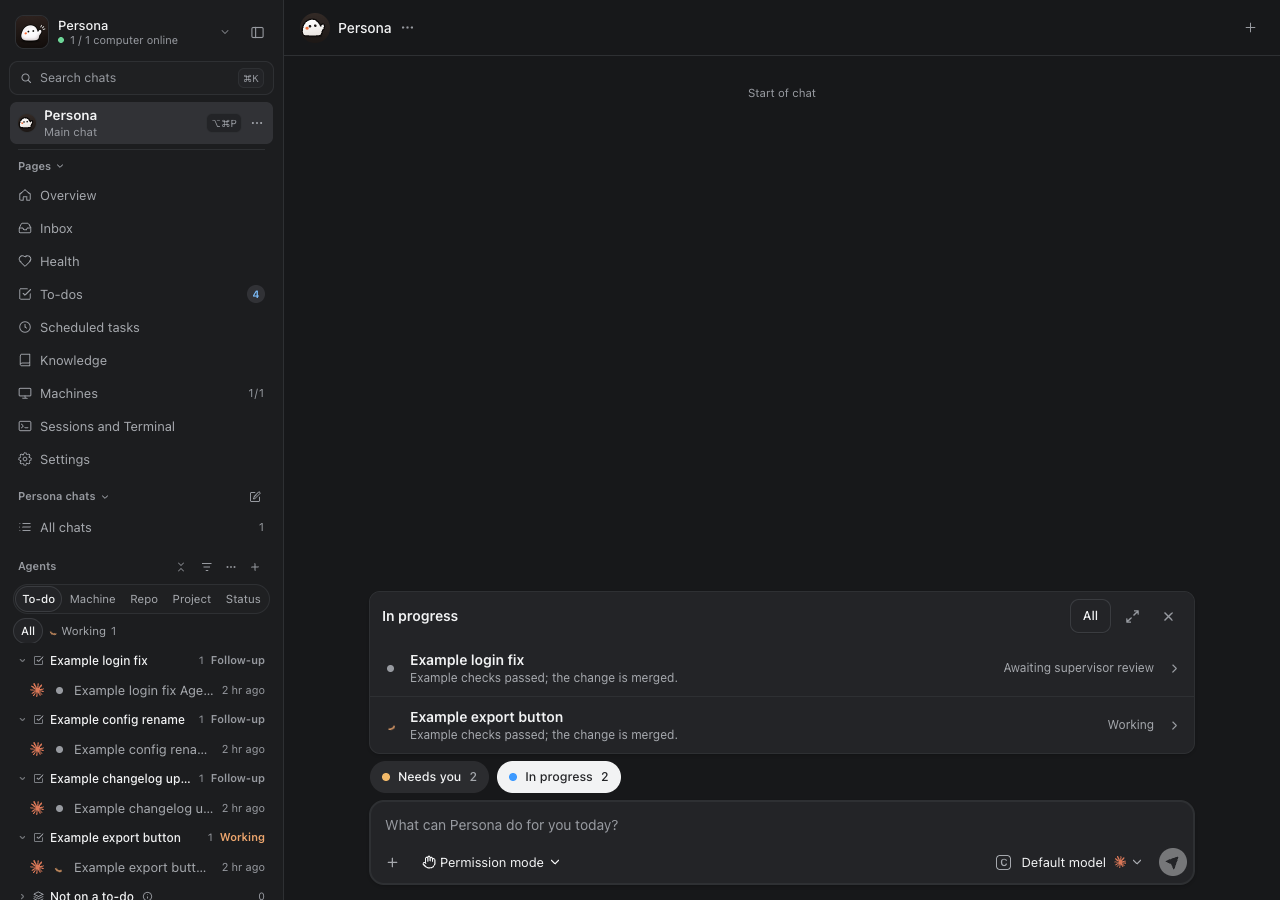 Persona
1 / 1 computer online
Search chats ⌘K
Persona
Main chat
⌥⌘P
Pages
Overview
Inbox
Health
To-dos 4
Scheduled tasks
Knowledge
Machines 1/1
Sessions and Terminal
Settings
Persona chats
All chats 1
Agents
To-do Machine Repo Project Status
All Working 1
Example login fix 1 Follow-up
Example login fix Age... 2 hr ago
Example config rename 1 Follow-up
Example config rena... 2 hr ago
Example changelog up... 1 Follow-up
Example changelog u... 2 hr ago
Example export button 1 Working
Example export butt... 2 hr ago
Not on a to-do 0
Persona
Start of chat
In progress All
Example login fix
Example checks passed; the change is merged.
Awaiting supervisor review
Example export button
Example checks passed; the change is merged.
Working
Needs you 2 In progress 2
What can Persona do for you today?
Permission mode C Default model